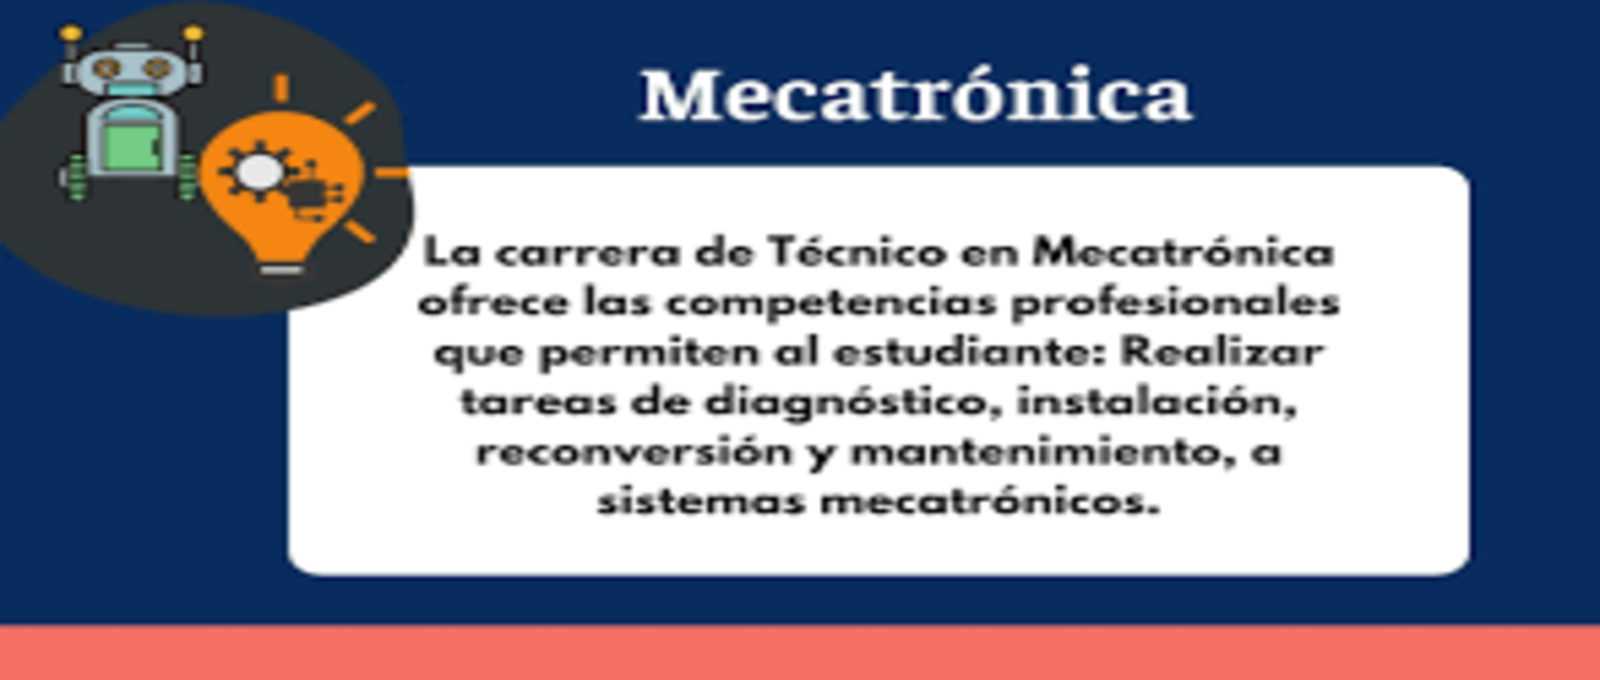 Mecatrónica
La carrera de Técnico en Mecatrónica
ofrece las competencias profesionales
que permiten al estudiante: Realizar
tareas de diagnóstico, instalación,
reconversión y mantenimiento, a
sistemas mecatrónicos.